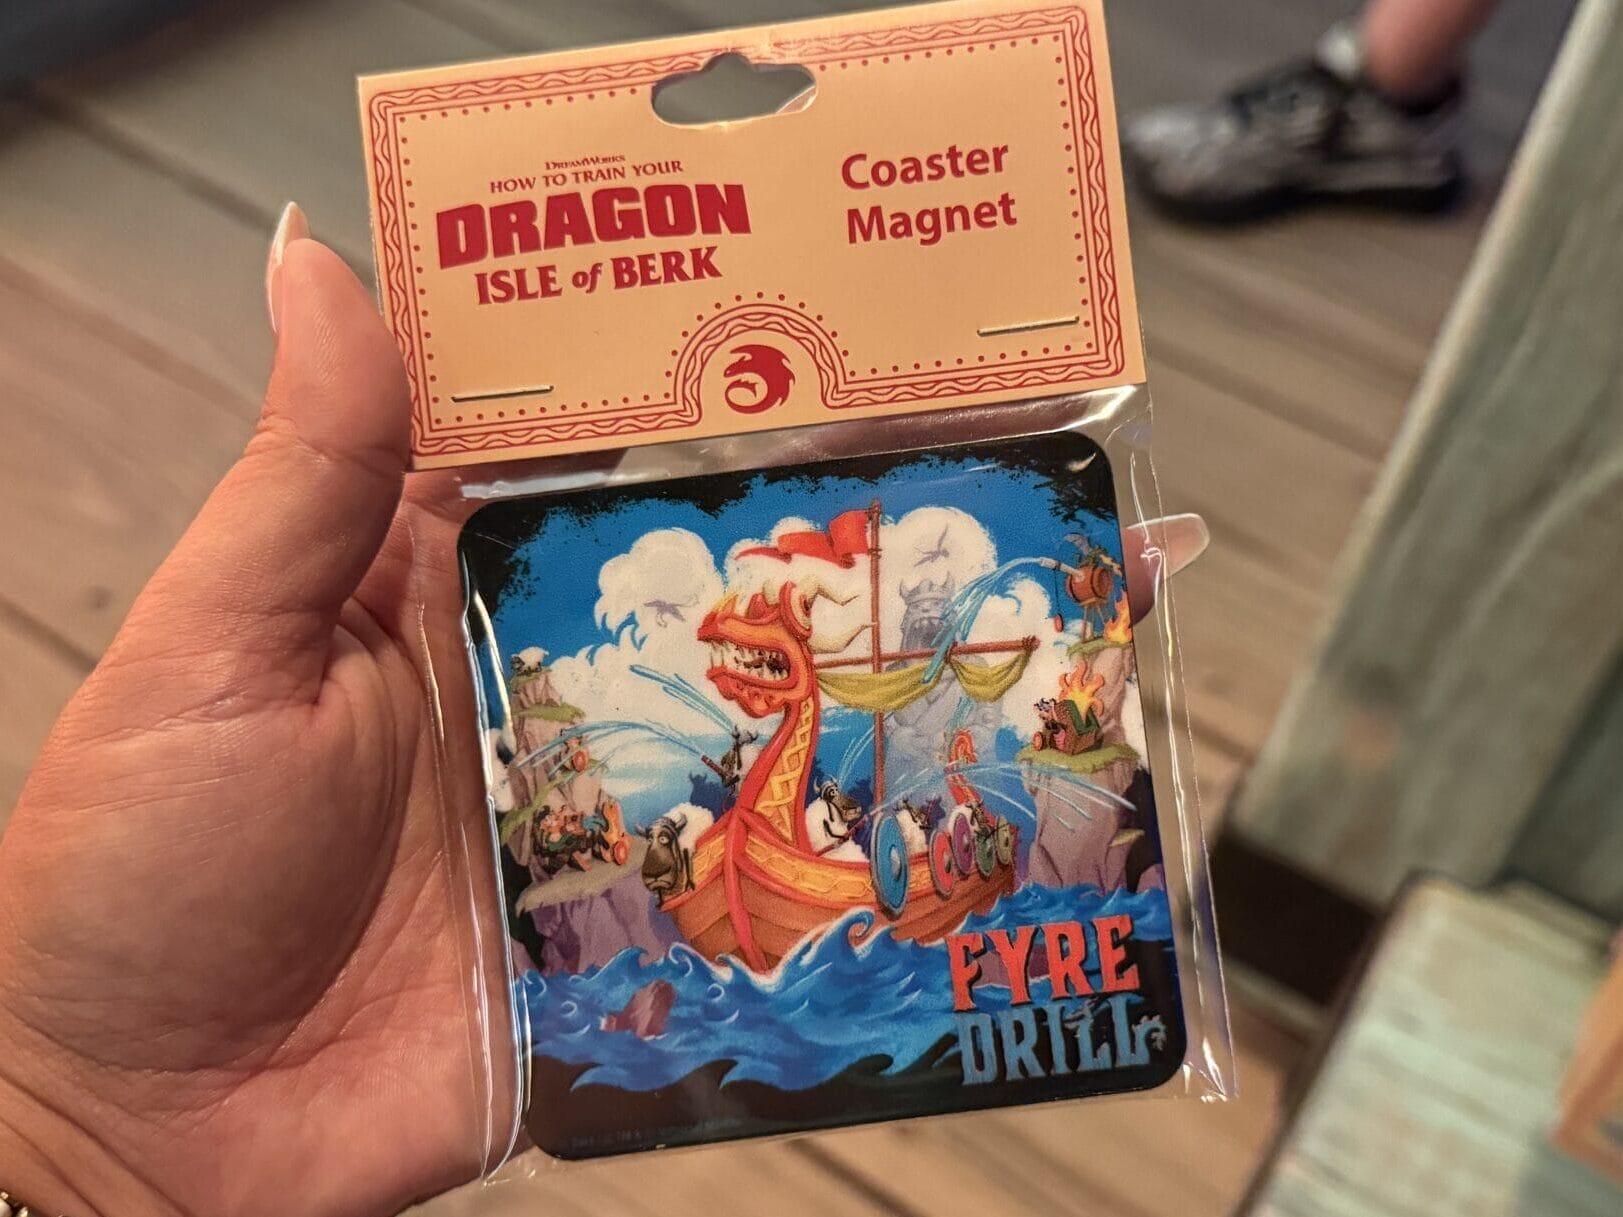 DREAMWORKS
HOW TO TRAIN YOUR
DRAGON
ISLE of BERK
Coaster
Magnet
FYRE
DRILL